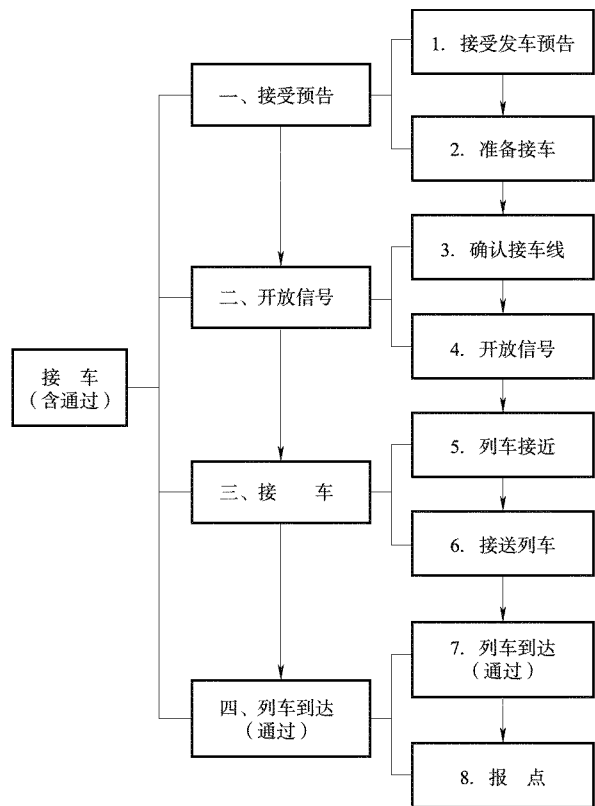 接 车
（含通过）
一、接受预告
二、开放信号
三、接 车
四、列车到达
（通过）
1. 接受发车预告
2. 准备接车
3. 确认接车线
4. 开放信号
5. 列车接近
6. 接送列车
7. 列车到达
（通过）
8. 报 点